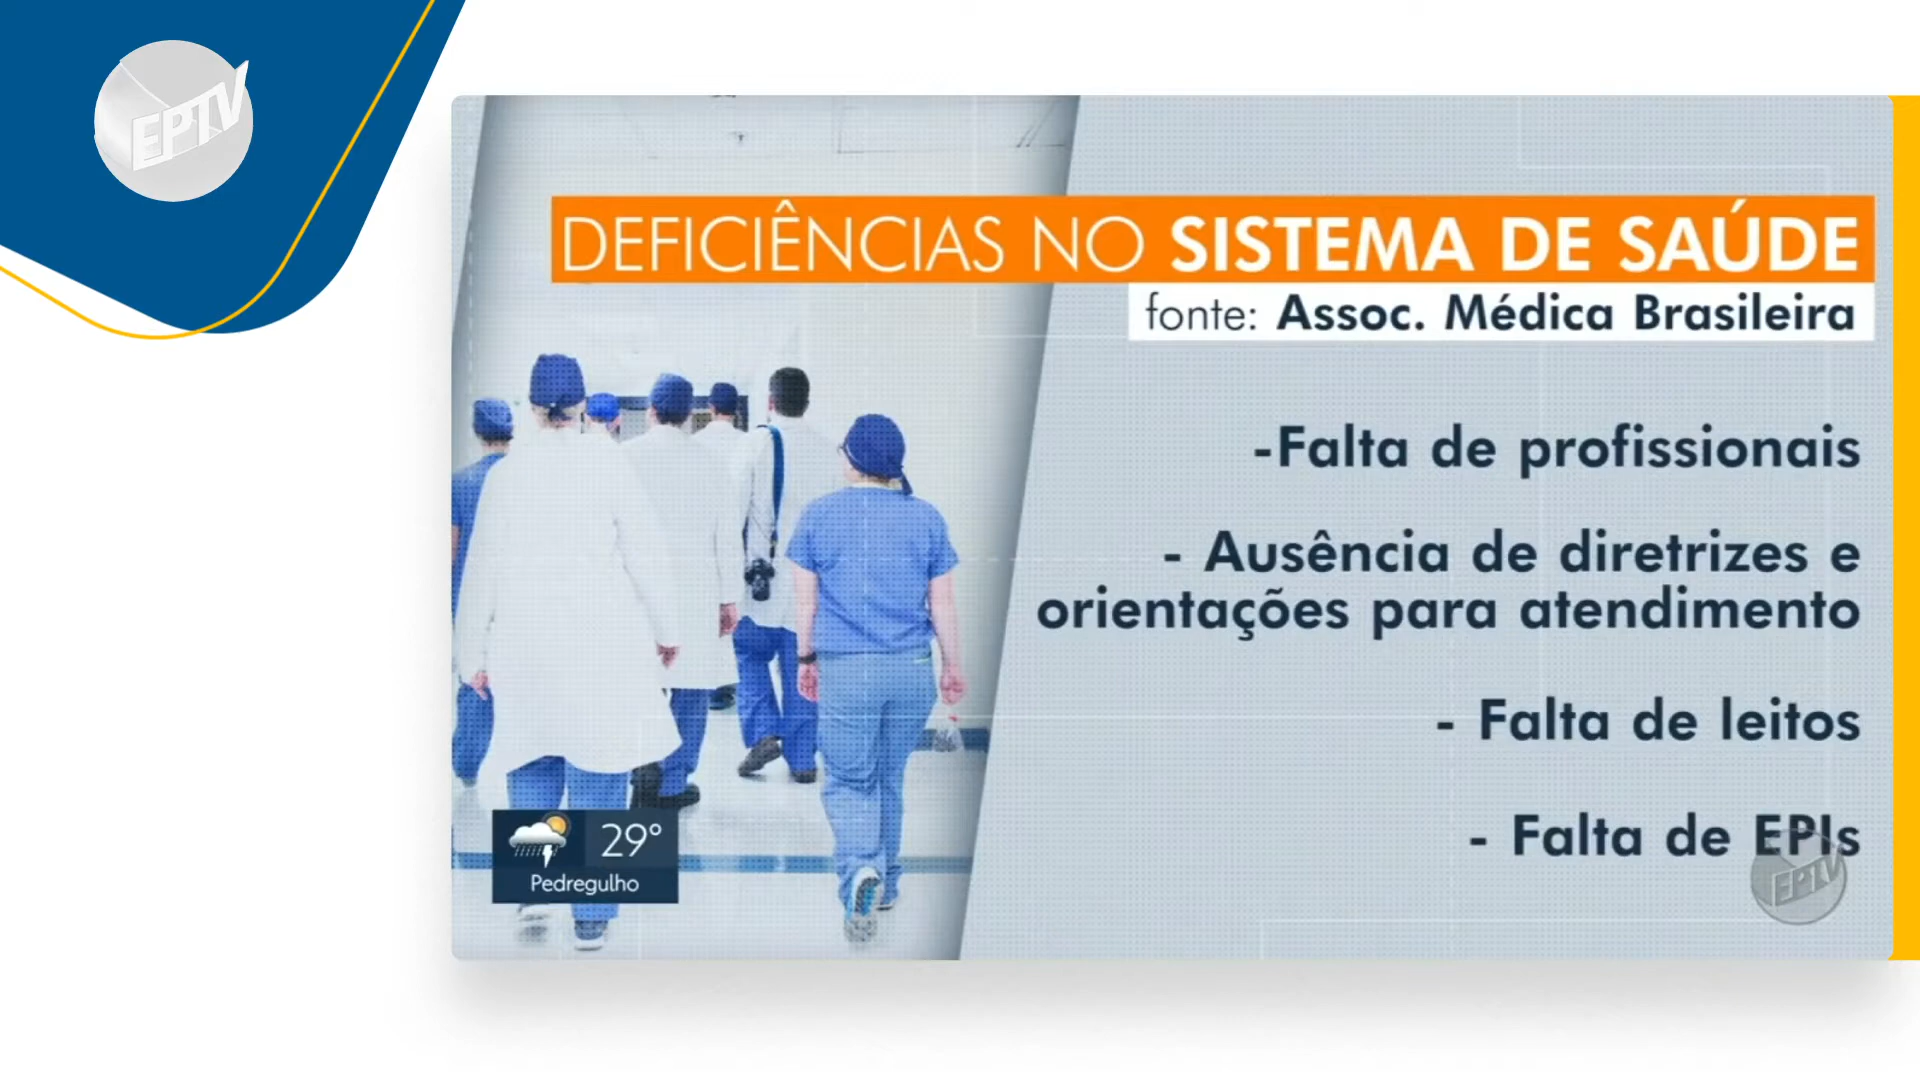 EPTV
DEFICIÊNCIAS NO SISTEMA DE SAÚDE
fonte: Assoc. Médica Brasileira
-Falta de profissionais
- Ausência de diretrizes e
orientações para atendimento
- Falta de leitos
- Falta de EPIs
29°
Pedregulho
EPTV